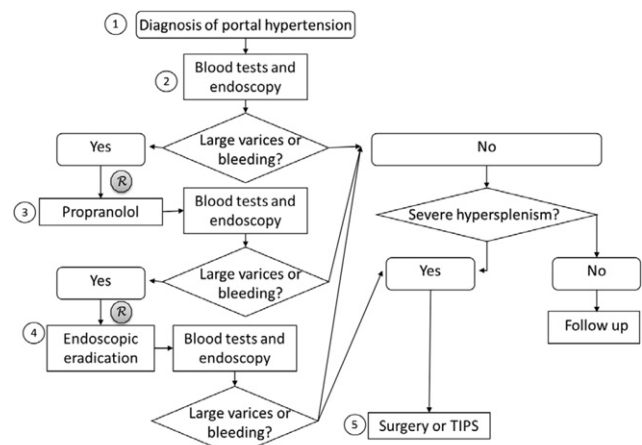 1
Diagnosis of portal hypertension
2
Blood tests and
endoscopy
Large varices or
bleeding?
Yes
No
R
3
Propranolol
Blood tests and
endoscopy
Severe hypersplenism?
Large varices or
bleeding?
Yes
Yes
No
R
4
Endoscopic
eradication
Blood tests and
endoscopy
Follow up
Large varices or
bleeding?
5
Surgery or TIPS